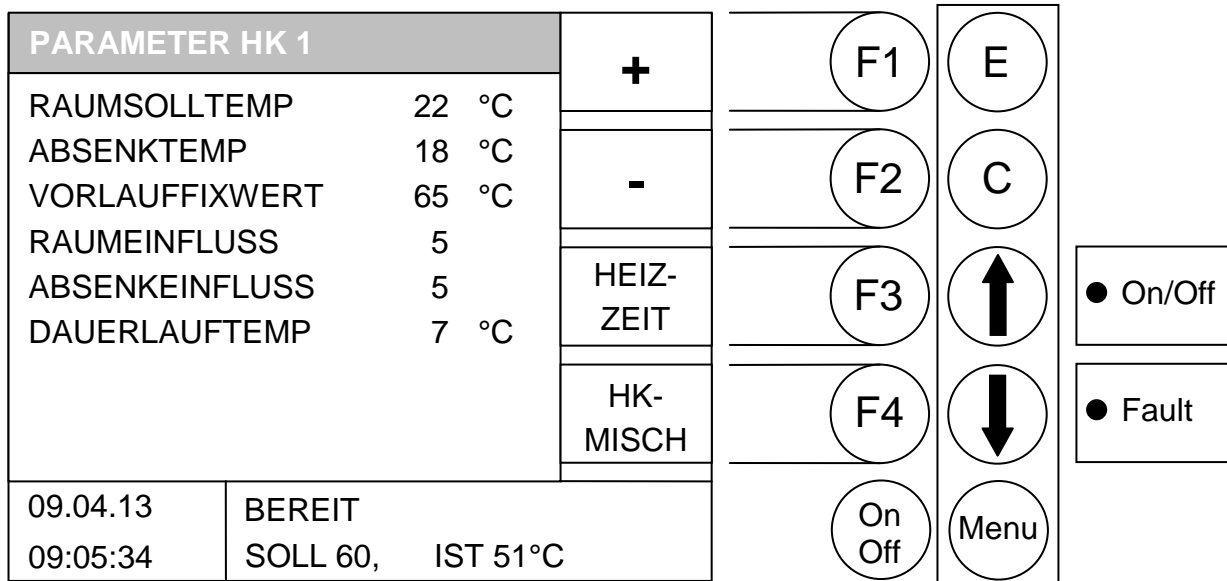 PARAMETER HK 1
RAUMSOLLTEMP 22 °C
ABSENKTEMP 18 °C
VORLAUFFIXWERT 65 °C
RAUMEINFLUSS 5
ABSENKEINFLUSS 5
DAUERLAUFTEMP 7 °C
+
-
HEIZ-
ZEIT
HK-
MISCH
09.04.13
09:05:34
BEREIT
SOLL 60, IST 51°C
F1
E
F2
C
F3
F4
On
Off
Menu
On/Off
Fault